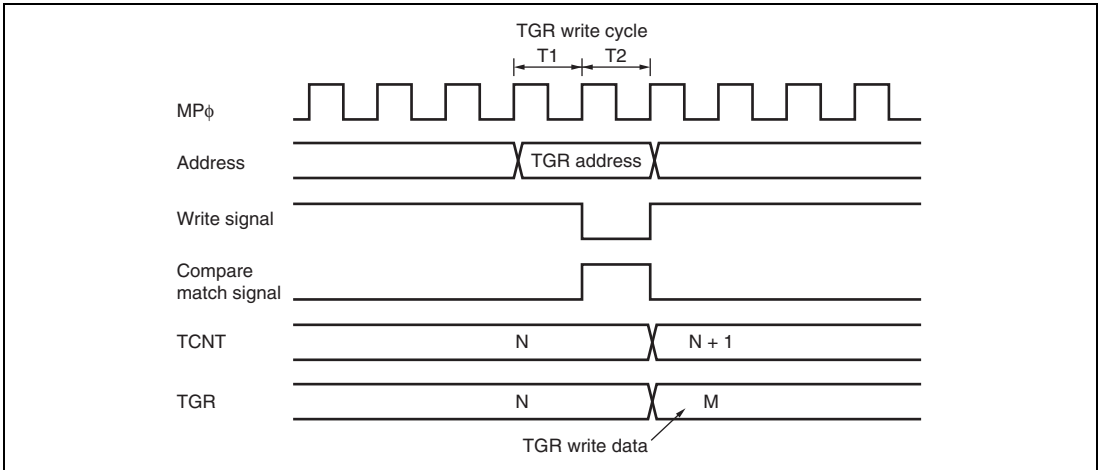 TGR write cycle
T1 T2
MPϕ
Address TGR address
Write signal
Compare
match signal
TCNT N N + 1
TGR N M
TGR write data